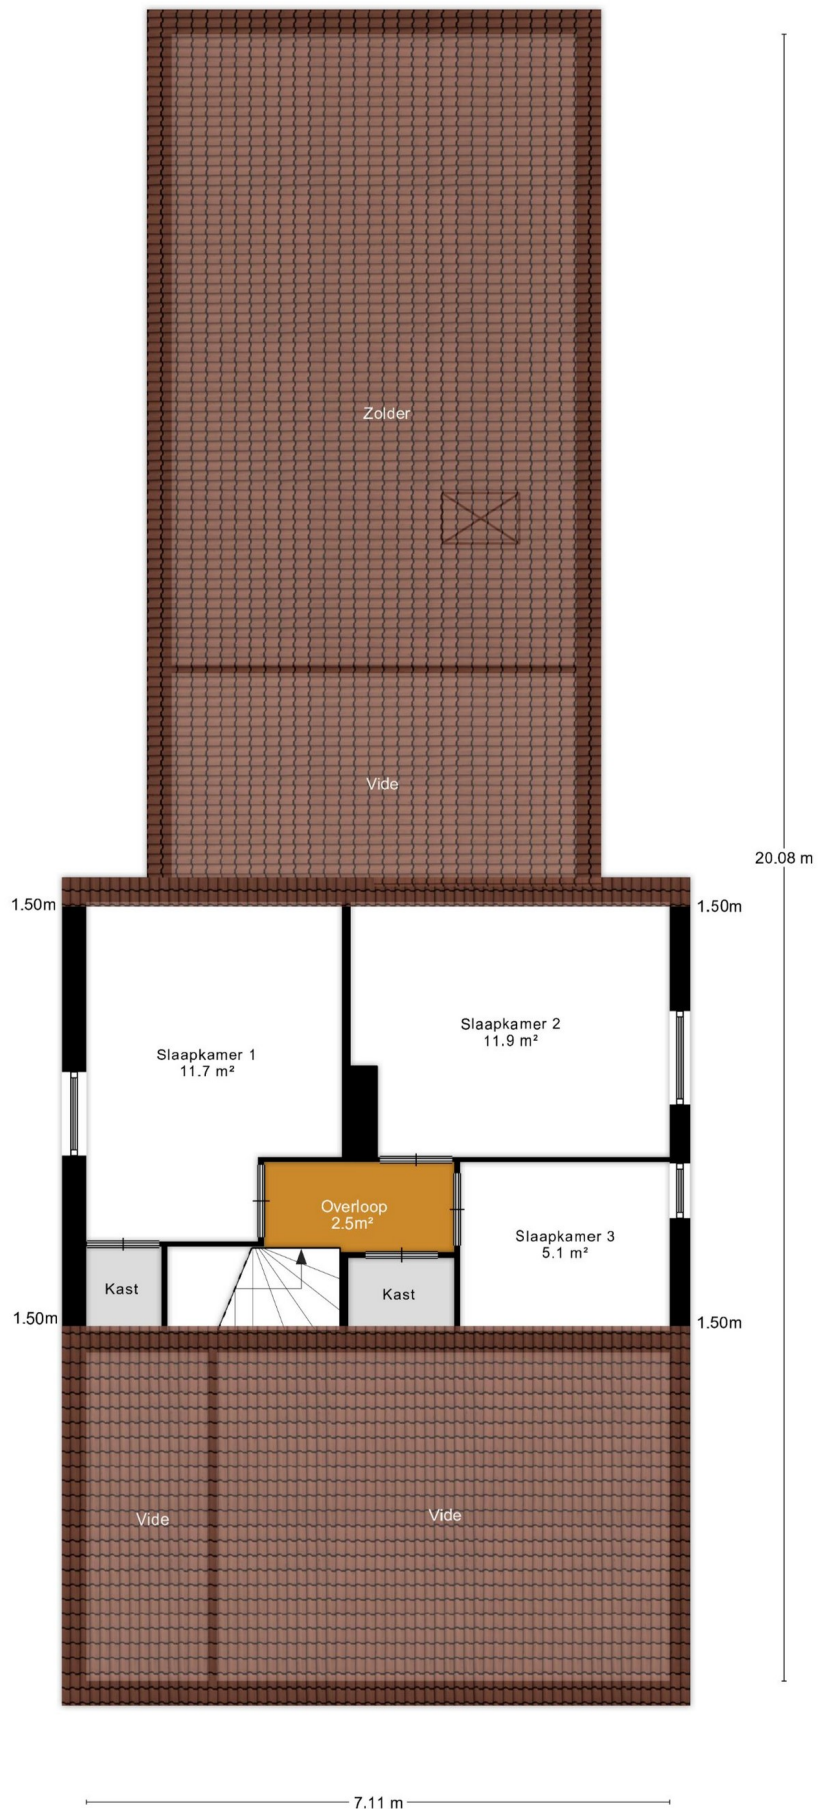 Zolder
Vide
20.08 m
1.50m
1.50m
Slaapkamer 2
11.9 m²
Slaapkamer 1
11.7 m²
Overloop
2.5m²
Slaapkamer 3
5.1 m²
Kast
Kast
1.50m
1.50m
Vide
Vide
7.11 m